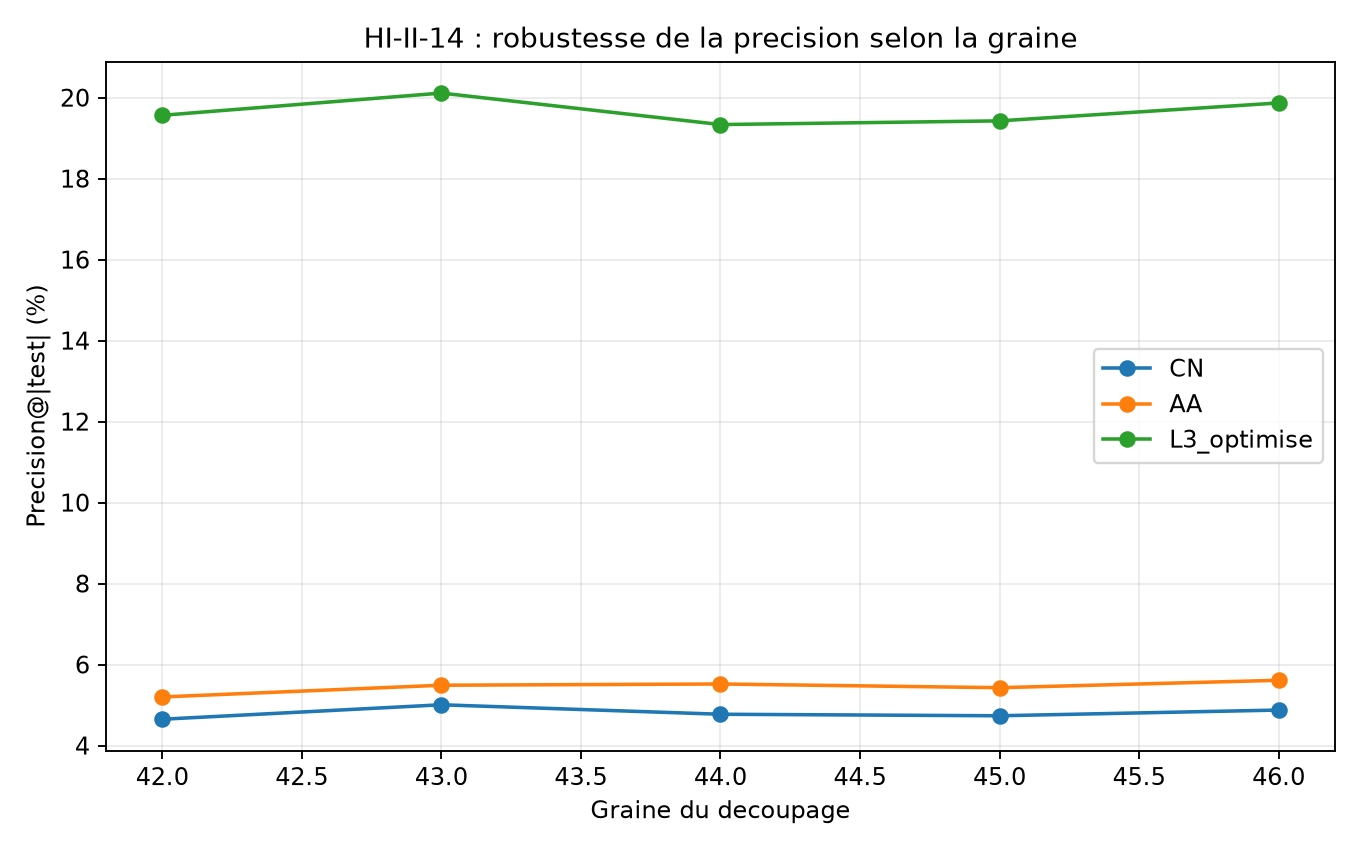 HI-II-14 : robustesse de la precision selon la graine
Precision@|test| (%)
20
18
16
14
12
10
8
6
4
CN
AA
L3_optimise
42.0 42.5 43.0 43.5 44.0 44.5 45.0 45.5 46.0
Graine du decoupage